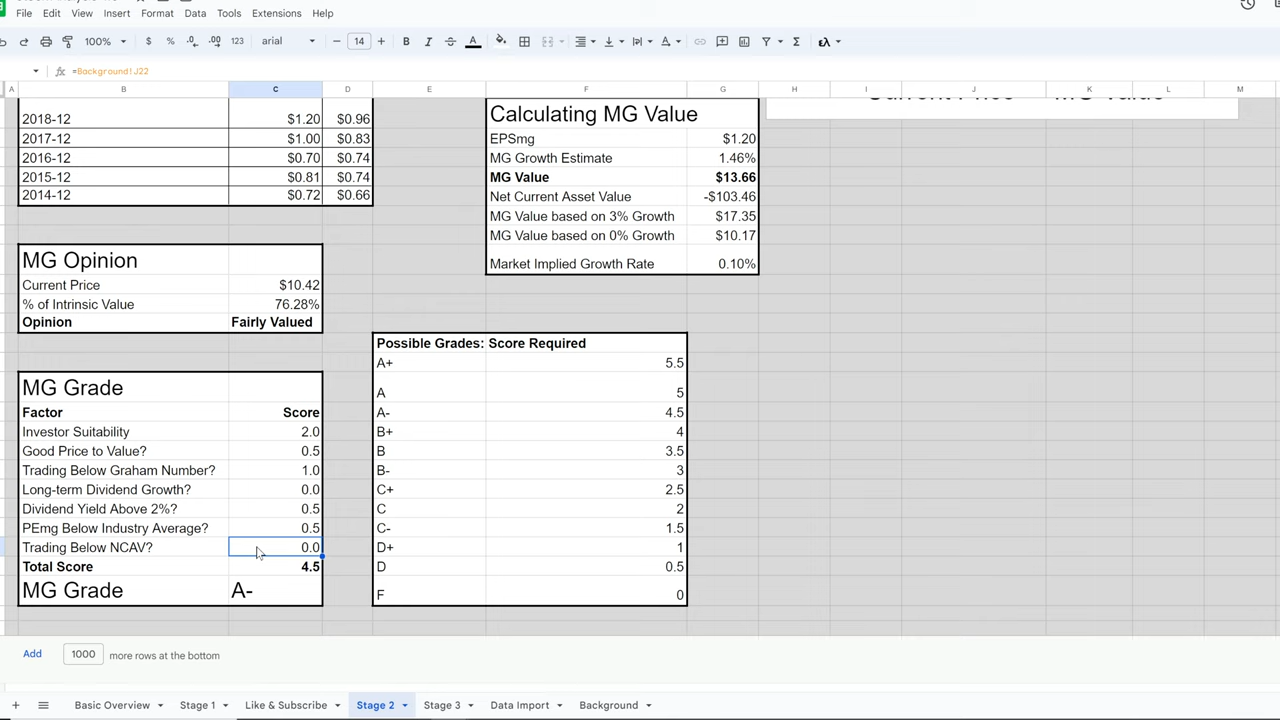 File Edit View Insert Format Data Tools Extensions Help
100% $ % .0 .00 123 arial 14 B I A
fx =Background!J22
A B C D E F G H I J K L M
2018-12 $1.20 $0.96
2017-12 $1.00 $0.83
2016-12 $0.70 $0.74
2015-12 $0.81 $0.74
2014-12 $0.72 $0.66
Calculating MG Value
EPSmg $1.20
MG Growth Estimate 1.46%
MG Value $13.66
Net Current Asset Value -$103.46
MG Value based on 3% Growth $17.35
MG Value based on 0% Growth $10.17
Market Implied Growth Rate 0.10%
MG Opinion
Current Price $10.42
% of Intrinsic Value 76.28%
Opinion Fairly Valued
Possible Grades: Score Required
A+ 5.5
A 5
A- 4.5
B+ 4
B 3.5
B- 3
C+ 2.5
C 2
C- 1.5
D+ 1
D 0.5
F 0
MG Grade
Factor Score
Investor Suitability 2.0
Good Price to Value? 0.5
Trading Below Graham Number? 1.0
Long-term Dividend Growth? 0.0
Dividend Yield Above 2%? 0.5
PEmg Below Industry Average? 0.5
Trading Below NCAV? 0.0
Total Score 4.5
MG Grade A-
Add 1000 more rows at the bottom
Basic Overview Stage 1 Like & Subscribe Stage 2 Stage 3 Data Import Background